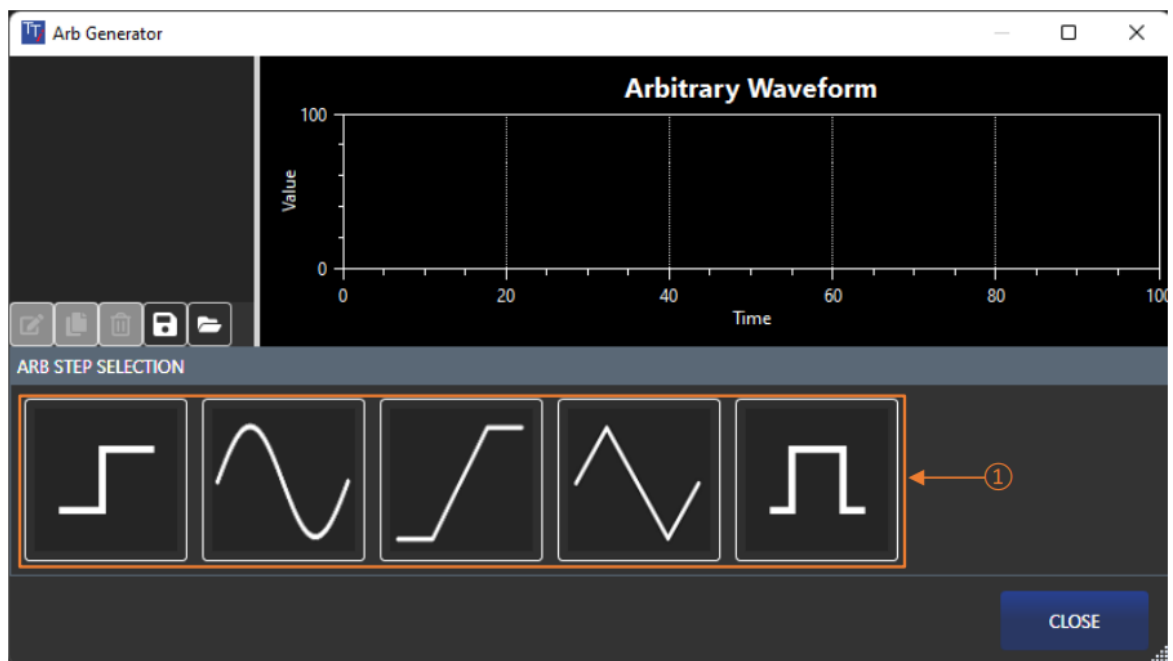 TT Arb Generator
Arbitrary Waveform
100
Value
0
0 20 40 60 80 100
Time
ARB STEP SELECTION
①
CLOSE